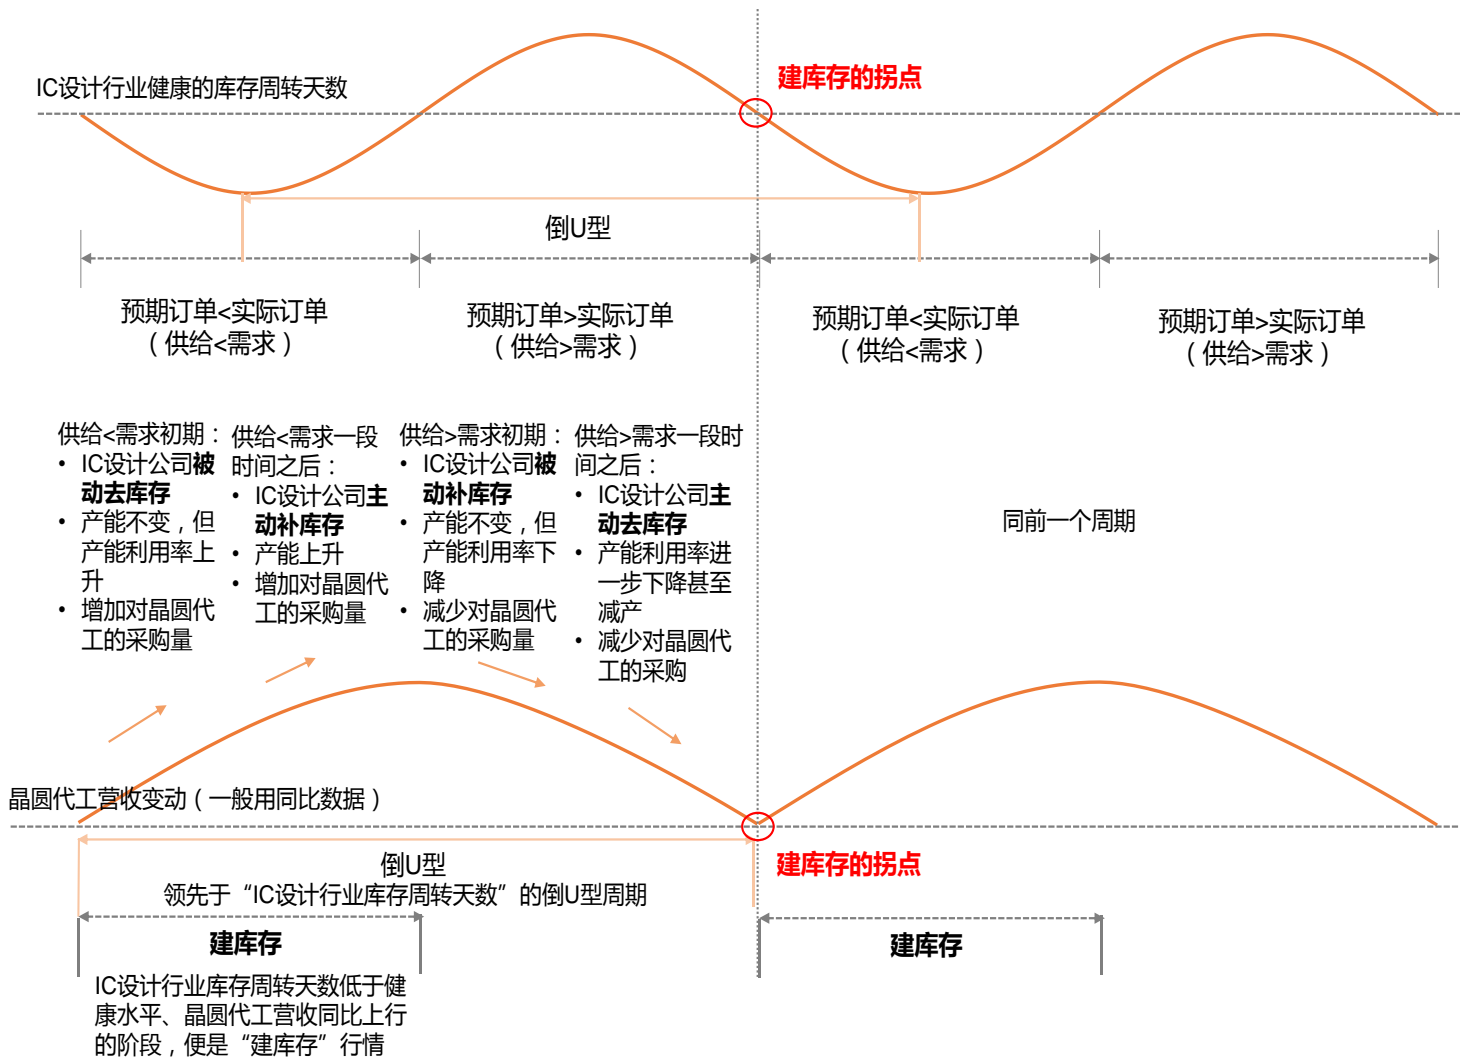 建库存的拐点
IC设计行业健康的库存周转天数
倒U型
预期订单<实际订单
（供给<需求）
预期订单>实际订单
（供给>需求）
预期订单<实际订单
（供给<需求）
预期订单>实际订单
（供给>需求）
供给<需求初期：
• IC设计公司被
动去库存
• 产能不变，但
产能利用率上
升
• 增加对晶圆代
工的采购量
供给<需求一段
时间之后：
• IC设计公司主
动补库存
• 产能上升
• 增加对晶圆代
工的采购量
供给>需求初期：
• IC设计公司被
动补库存
• 产能不变，但
产能利用率下
降
• 减少对晶圆代
工的采购量
供给>需求一段时
间之后：
• IC设计公司主
动去库存
• 产能利用率进
一步下降甚至
减产
• 减少对晶圆代
工的采购
同前一个周期
晶圆代工营收变动（一般用同比数据）
倒U型
建库存的拐点
领先于“IC设计行业库存周转天数”的倒U型周期
建库存
建库存
IC设计行业库存周转天数低于健
康水平、晶圆代工营收同比上行
的阶段，便是“建库存”行情